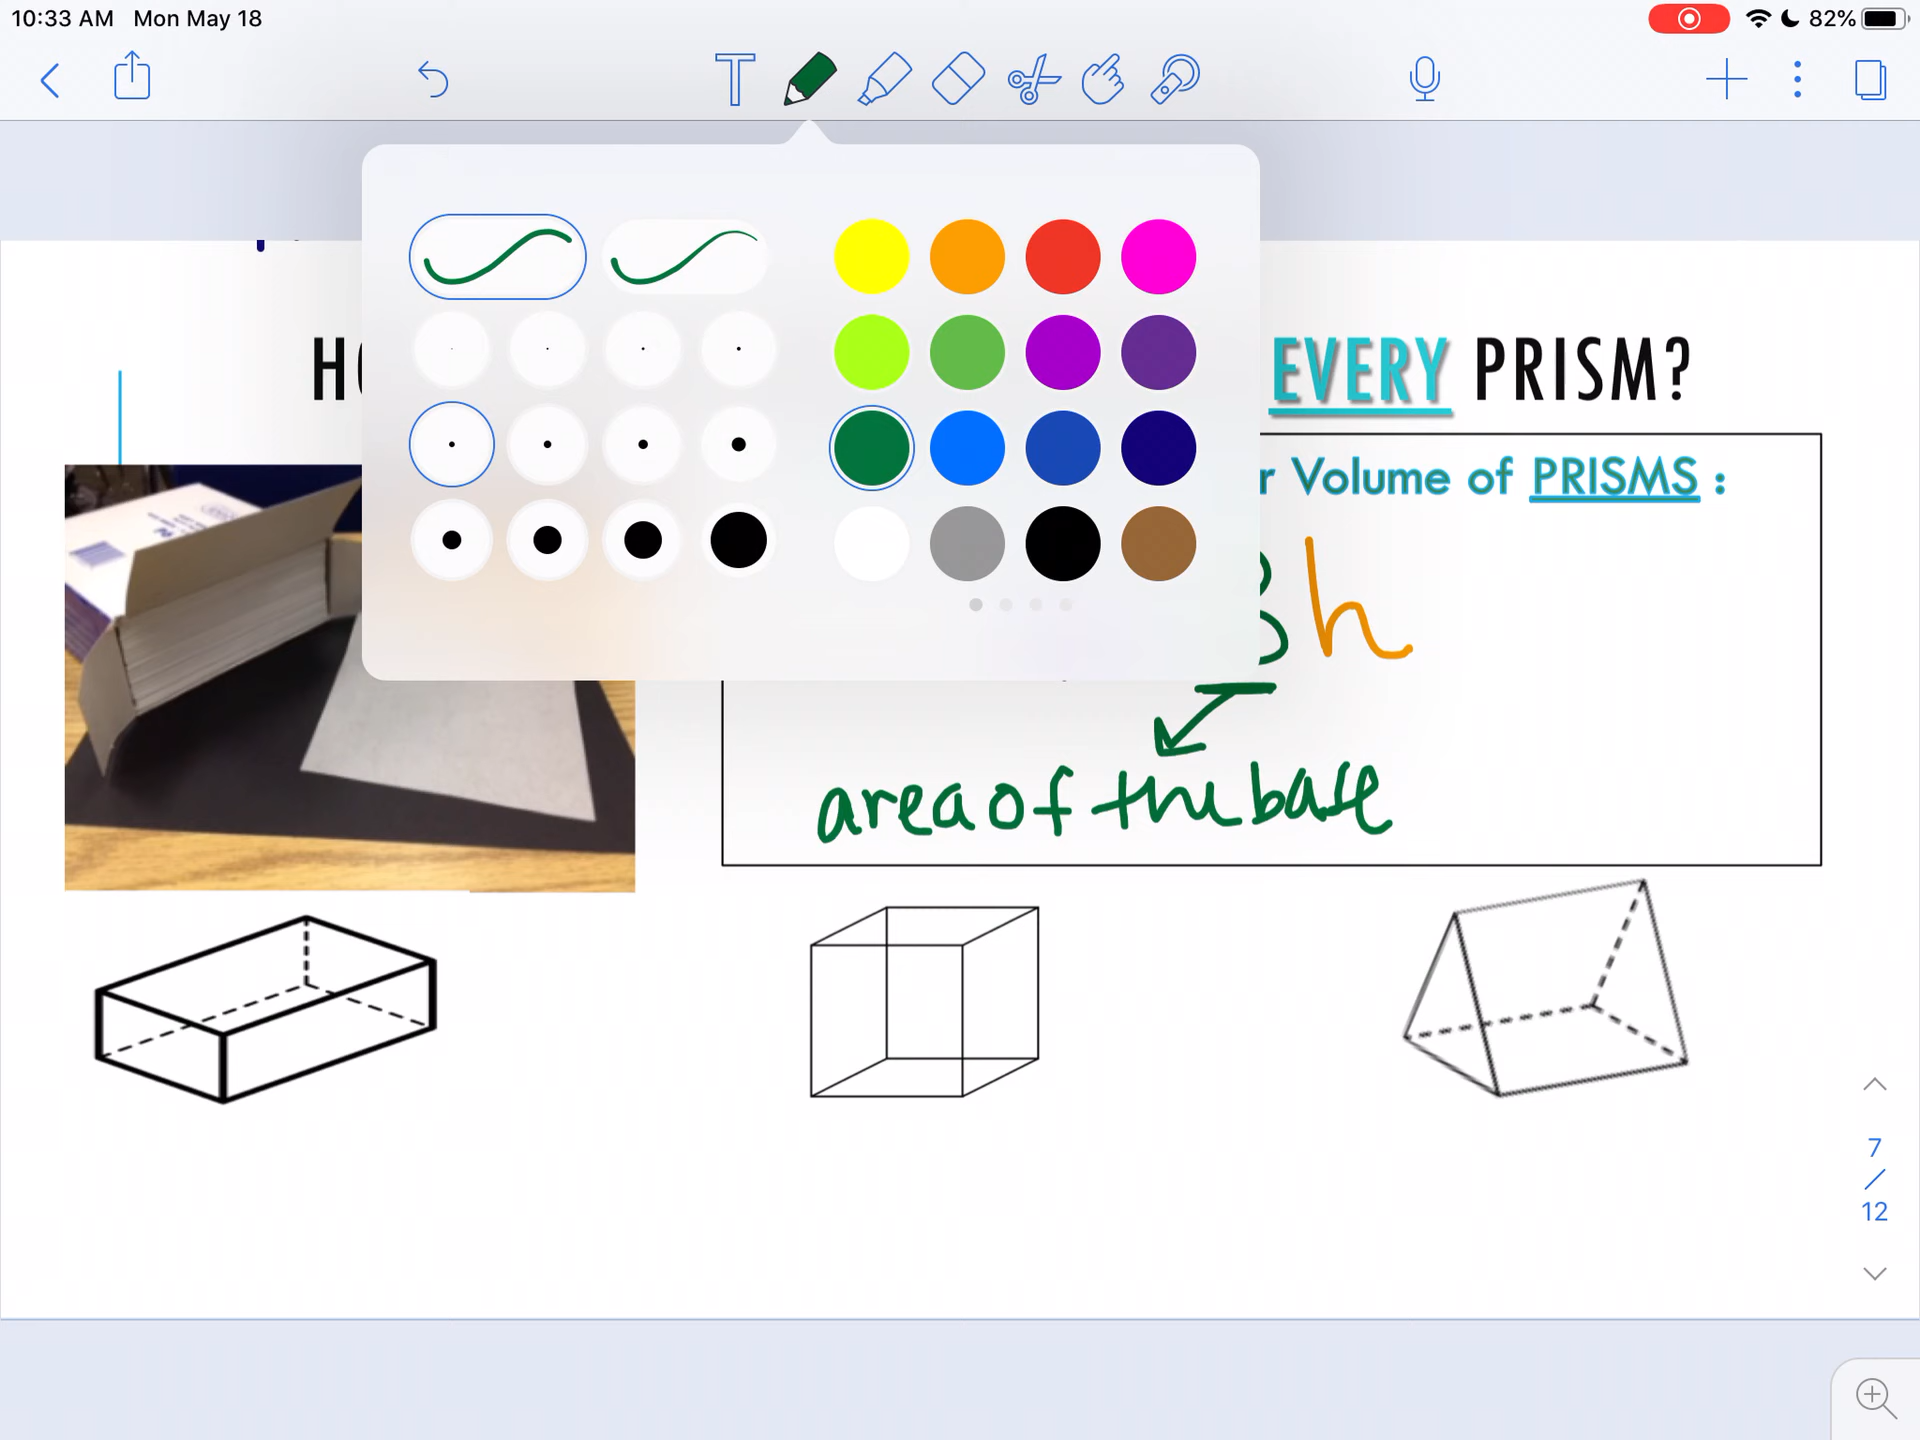 10:33 AM Mon May 18
82%
T
EVERY PRISM?
r Volume of PRISMS :
h
area of the base
7
/
12